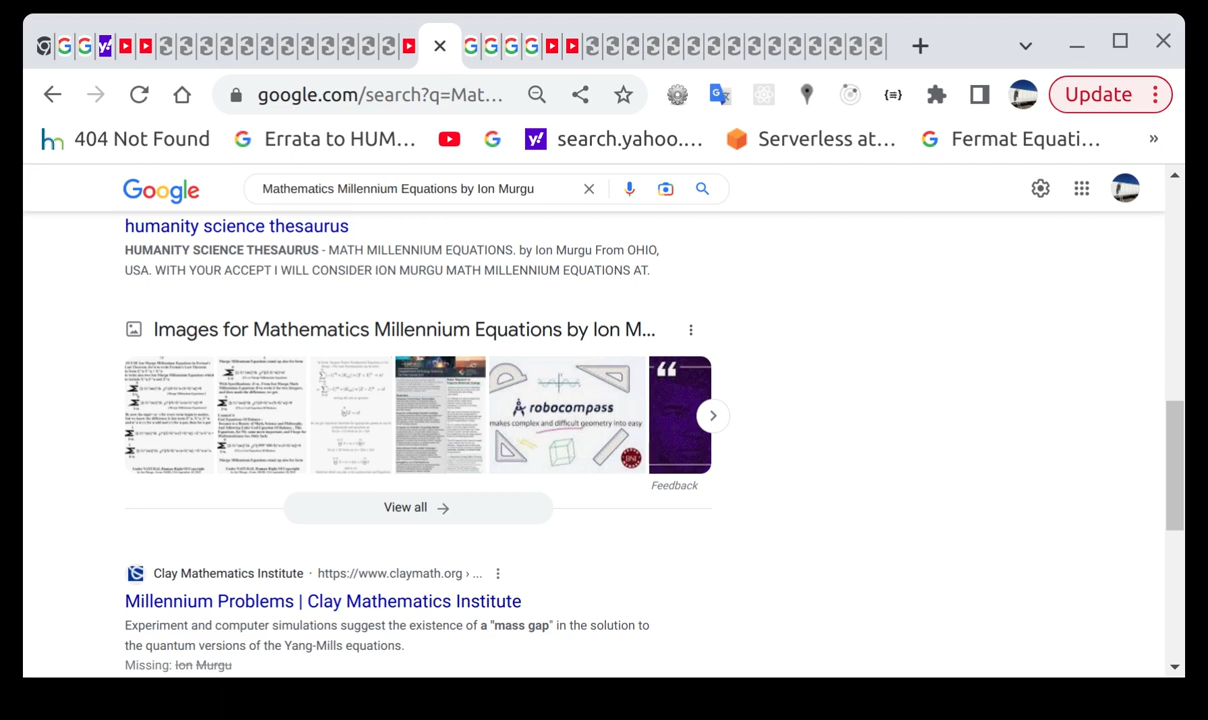 google.com/search?q=Mat...
Update
404 Not Found
Errata to HUM...
search.yahoo....
Serverless at...
Fermat Equati...
»
Google
Mathematics Millennium Equations by Ion Murgu
humanity science thesaurus
HUMANITY SCIENCE THESAURUS - MATH MILLENNIUM EQUATIONS. by Ion Murgu From OHIO,
USA. WITH YOUR ACCEPT I WILL CONSIDER ION MURGU MATH MILLENNIUM EQUATIONS AT.
Images for Mathematics Millennium Equations by Ion M...
robocompass
makes complex and difficult geometry into easy
Feedback
View all
Clay Mathematics Institute · https://www.claymath.org › ...
Millennium Problems | Clay Mathematics Institute
Experiment and computer simulations suggest the existence of a "mass gap" in the solution to
the quantum versions of the Yang-Mills equations.
Missing: Ion Murgu